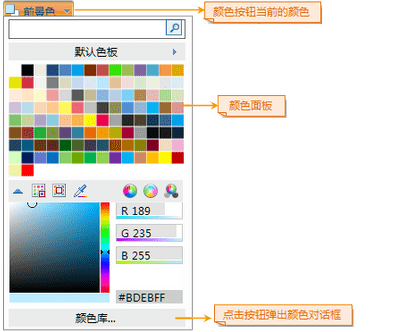 前景色
颜色按钮当前的颜色
默认色板
颜色面板
R 189
G 235
B 255
#BDEBFF
颜色库...
点击按钮弹出颜色对话框